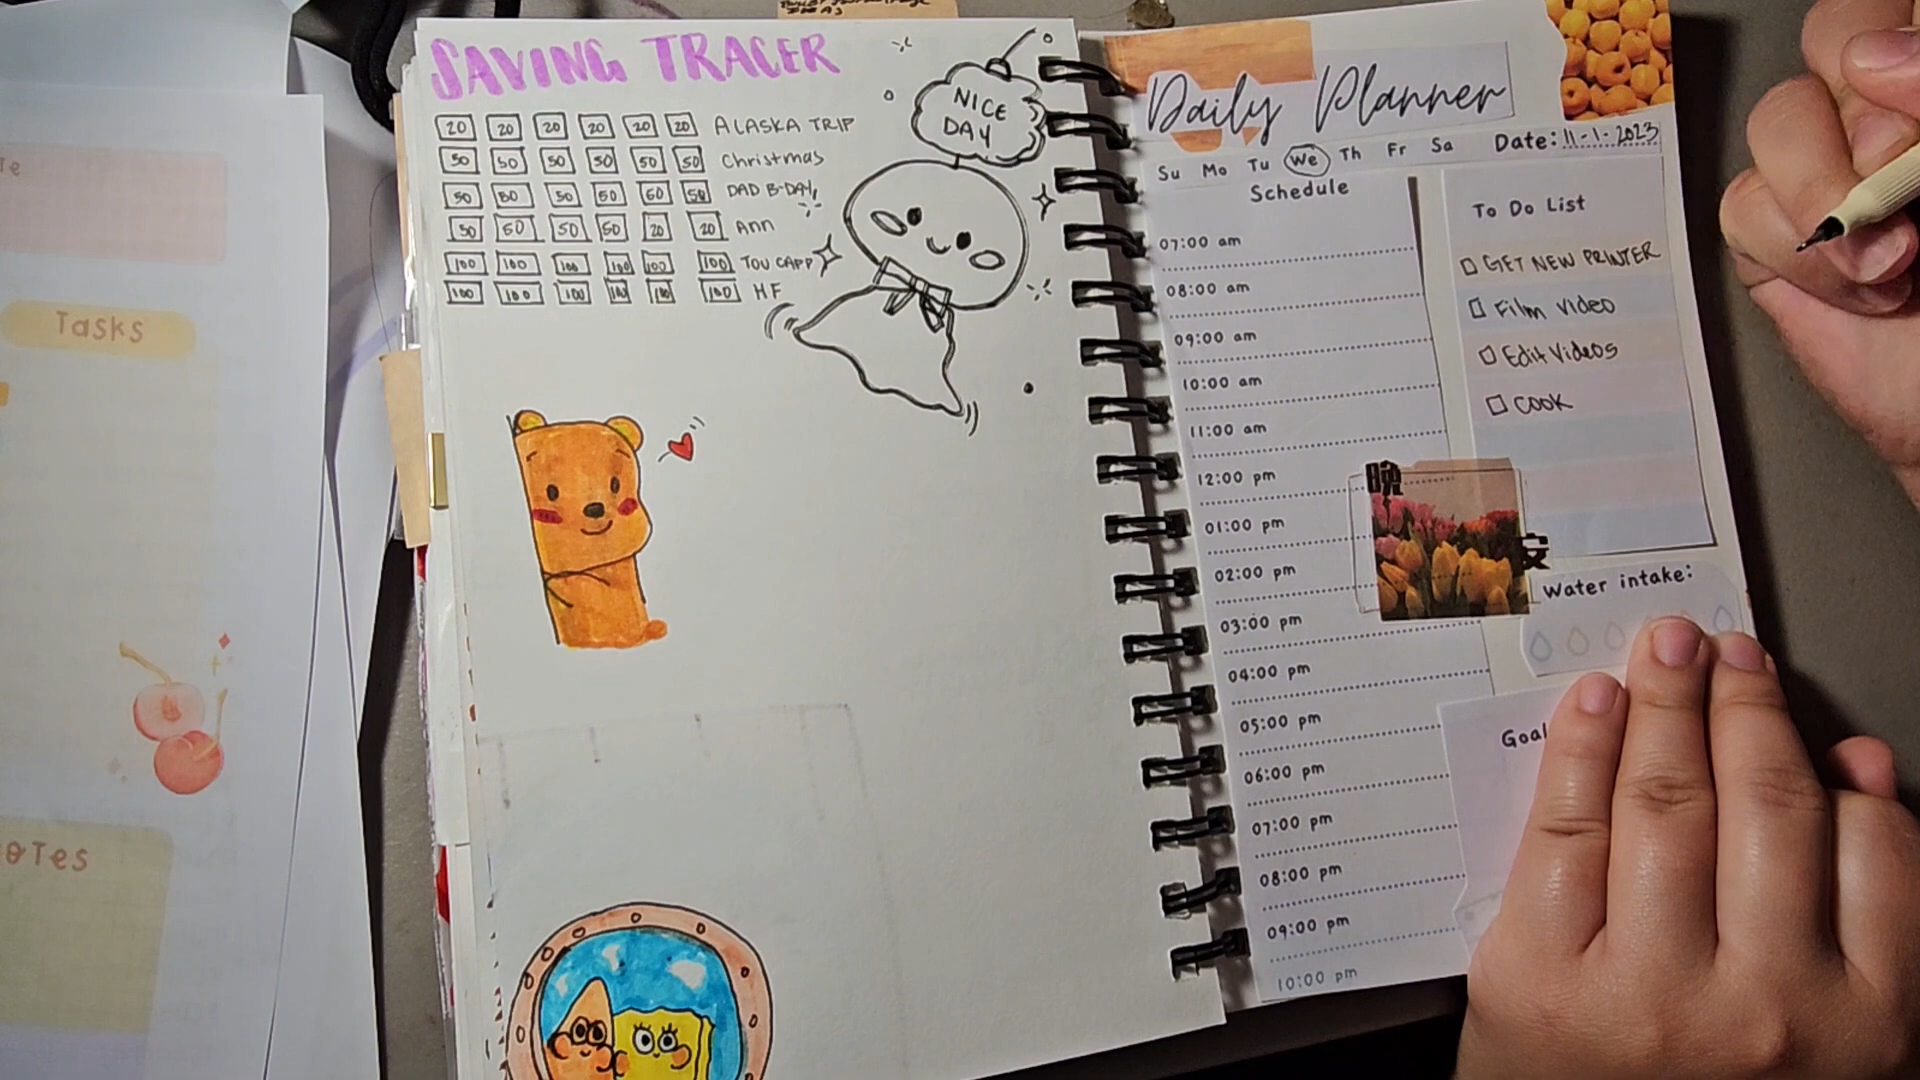 Tasks
NOTes
SAVING TRACER
20 20 20 20 20 20 ALASKA TRIP
50 50 50 50 50 50 Christmas
50 50 50 50 50 50 DAD B-DAY
50 50 50 50 20 20 Ann
100 100 100 100 100 100
100 100 100 100 100 100 HF
NICE
DAY
Daily Planner
Su Mo Tu We Th Fr Sa
Date: 11-1-2023
Schedule
07:00 am
08:00 am
09:00 am
10:00 am
11:00 am
12:00 pm
01:00 pm
02:00 pm
03:00 pm
04:00 pm
05:00 pm
06:00 pm
07:00 pm
08:00 pm
09:00 pm
10:00 pm
To Do List
GET NEW PRINTER
Film Video
Edit Videos
COOK
Water intake:
Goal